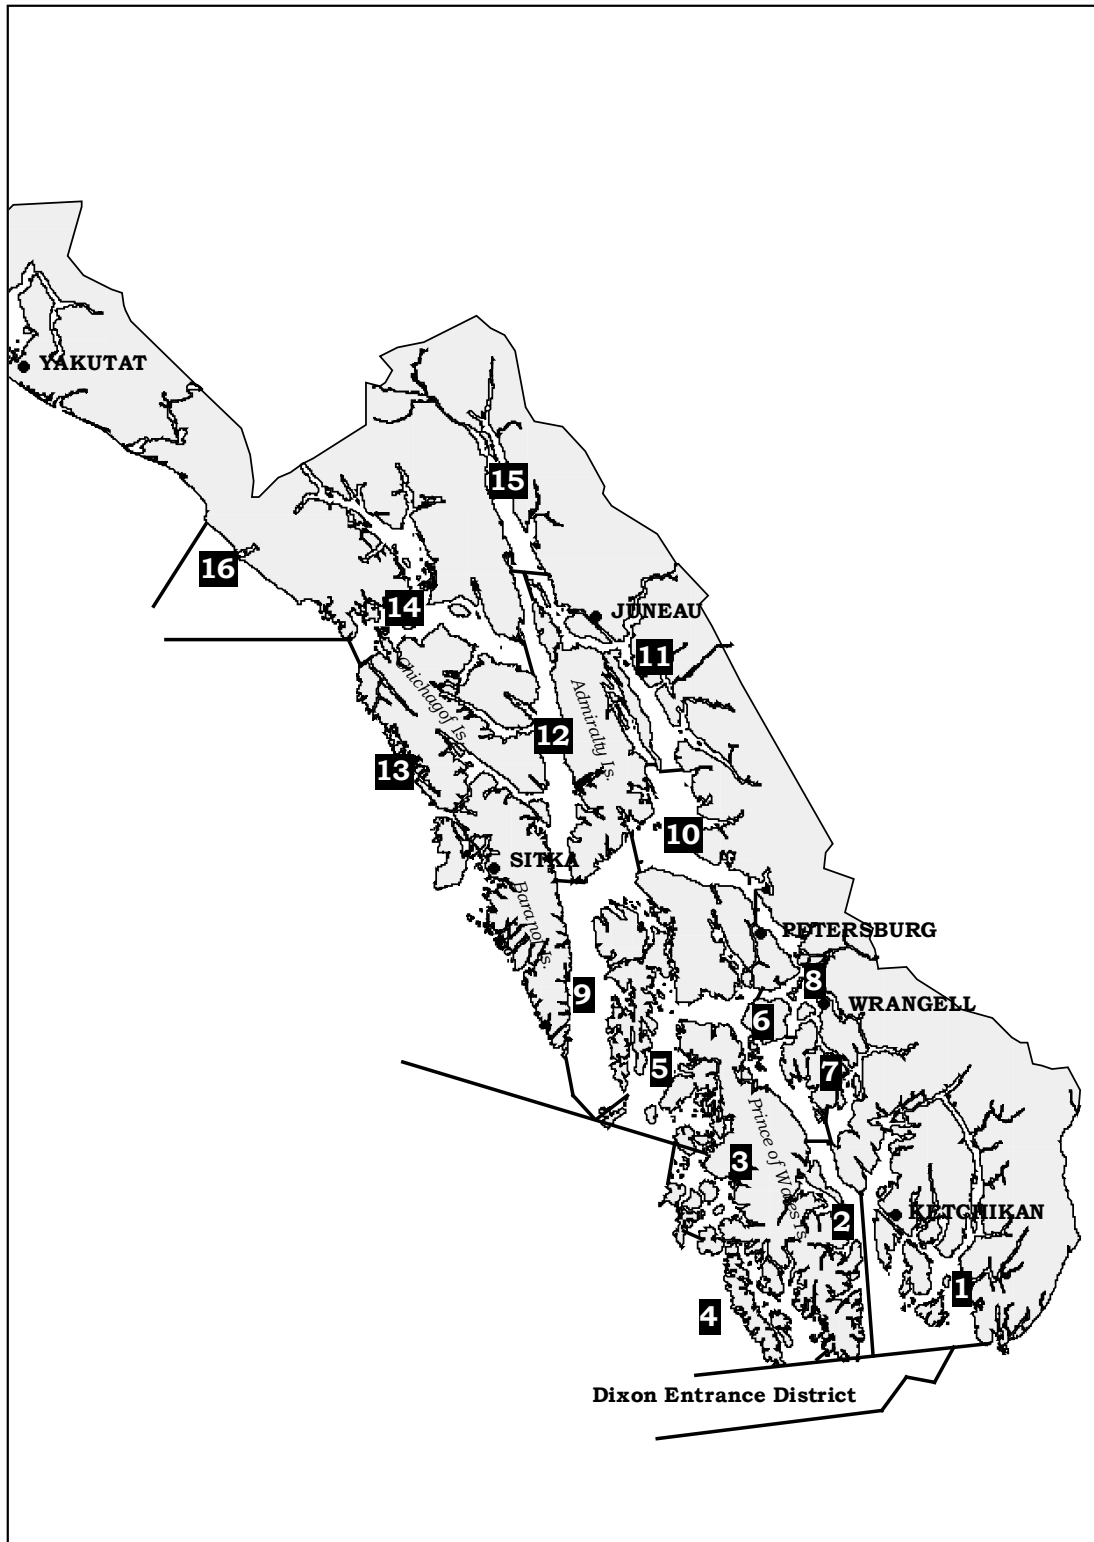 YAKUTAT
15
16
14
JUNEAU
11
Chichagof Is.
Admiralty Is.
12
13
10
SITKA
Baranof Is.
PETERSBURG
8
9
WRANGELL
6
5
7
Prince of Wales Is.
3
2
KETCHIKAN
1
4
Dixon Entrance District